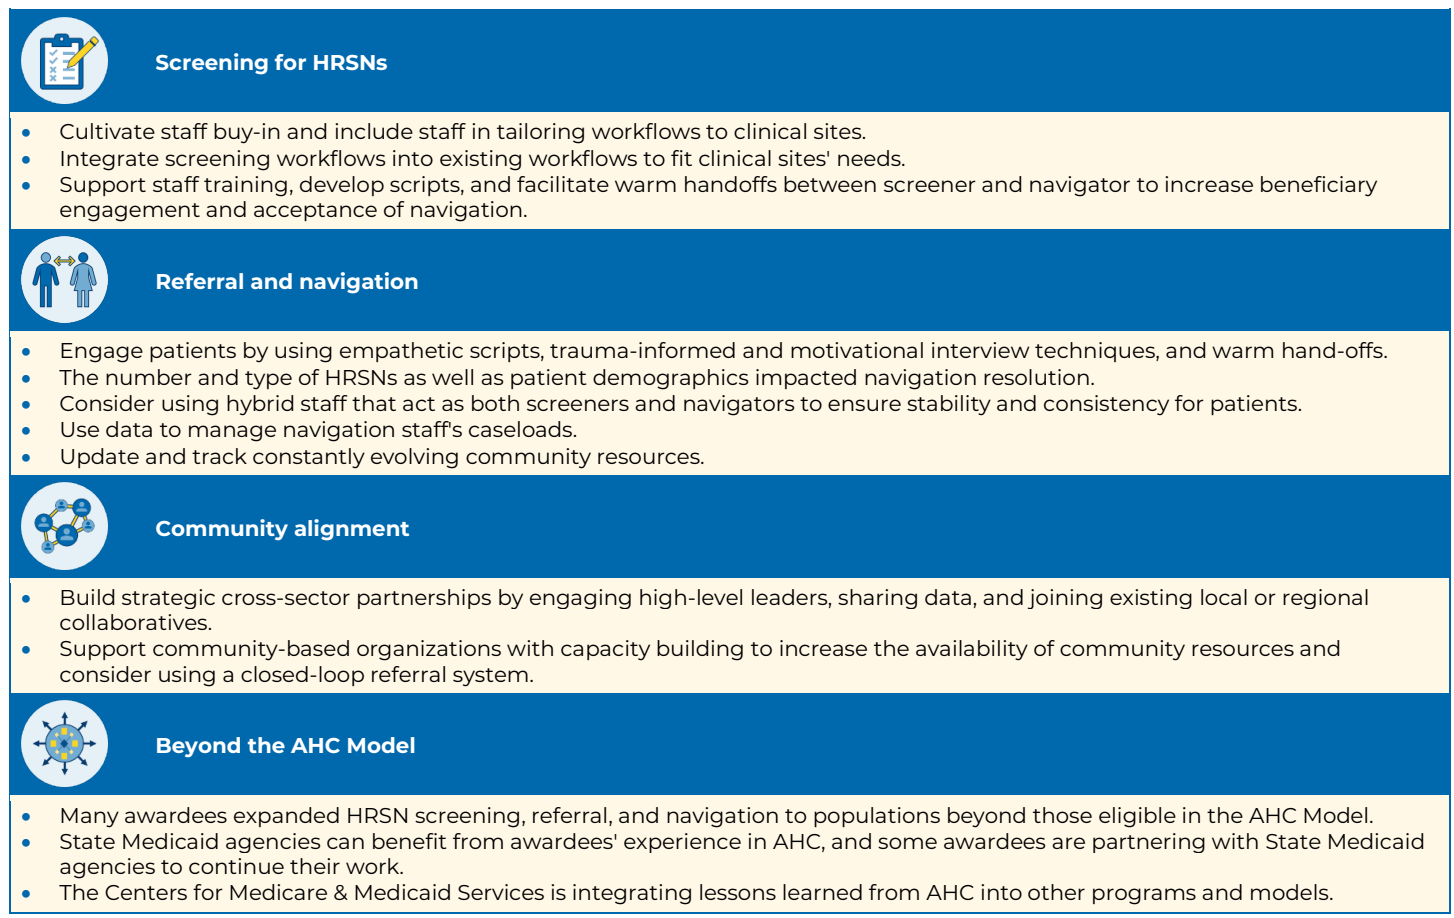 Screening for HRSNs
• Cultivate staff buy-in and include staff in tailoring workflows to clinical sites.
• Integrate screening workflows into existing workflows to fit clinical sites' needs.
• Support staff training, develop scripts, and facilitate warm handoffs between screener and navigator to increase beneficiary
engagement and acceptance of navigation.
Referral and navigation
• Engage patients by using empathetic scripts, trauma-informed and motivational interview techniques, and warm hand-offs.
• The number and type of HRSNs as well as patient demographics impacted navigation resolution.
• Consider using hybrid staff that act as both screeners and navigators to ensure stability and consistency for patients.
• Use data to manage navigation staff's caseloads.
• Update and track constantly evolving community resources.
Community alignment
• Build strategic cross-sector partnerships by engaging high-level leaders, sharing data, and joining existing local or regional
collaboratives.
• Support community-based organizations with capacity building to increase the availability of community resources and
consider using a closed-loop referral system.
Beyond the AHC Model
• Many awardees expanded HRSN screening, referral, and navigation to populations beyond those eligible in the AHC Model.
• State Medicaid agencies can benefit from awardees' experience in AHC, and some awardees are partnering with State Medicaid
agencies to continue their work.
• The Centers for Medicare & Medicaid Services is integrating lessons learned from AHC into other programs and models.